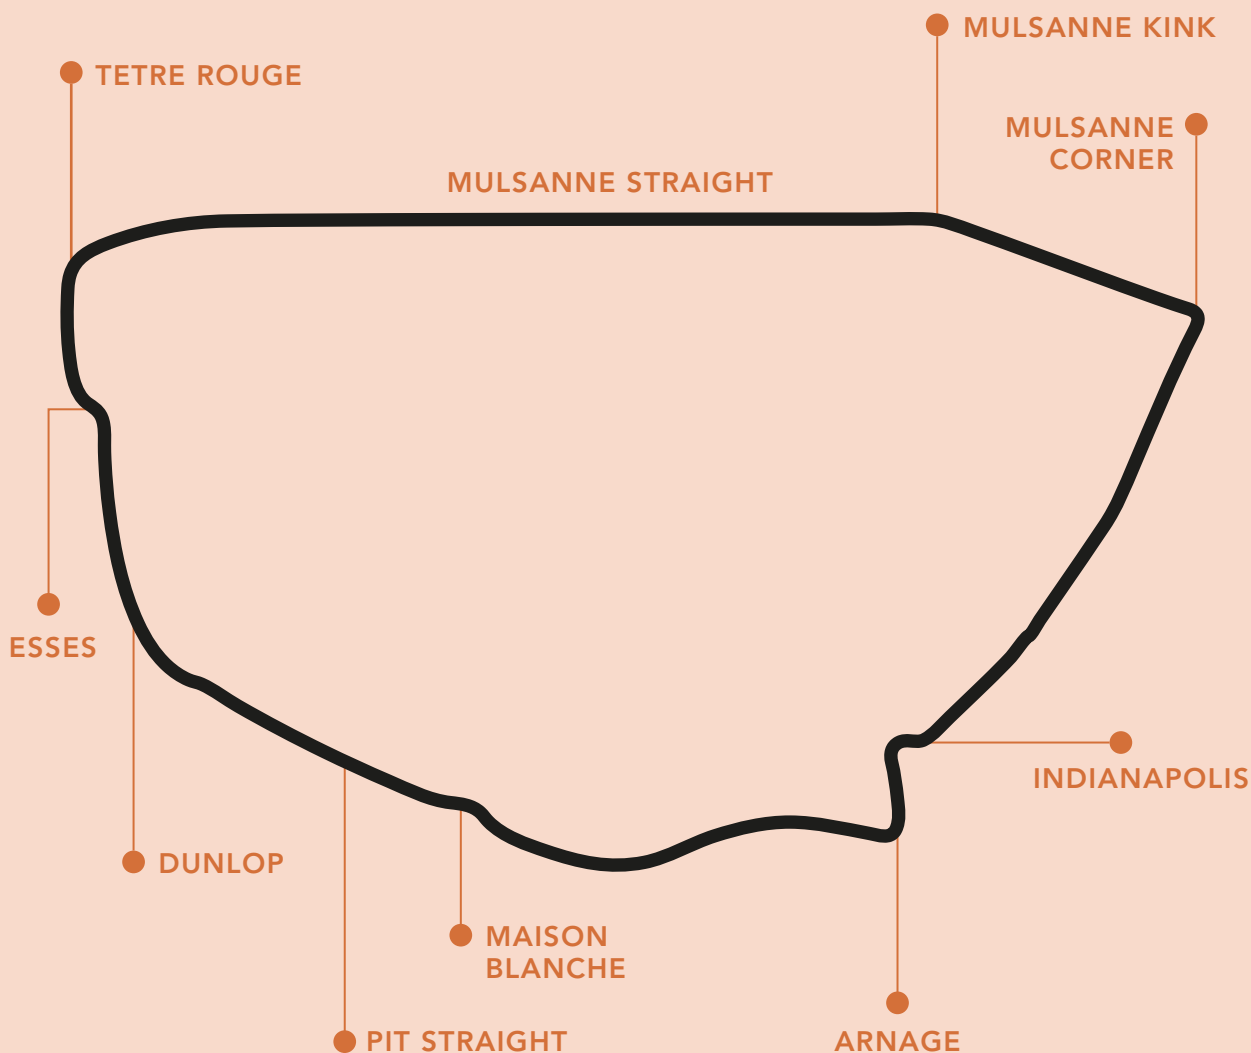 MULSANNE KINK
TETRE ROUGE
MULSANNE
CORNER
MULSANNE STRAIGHT
ESSES
INDIANAPOLIS
DUNLOP
MAISON
BLANCHE
PIT STRAIGHT
ARNAGE